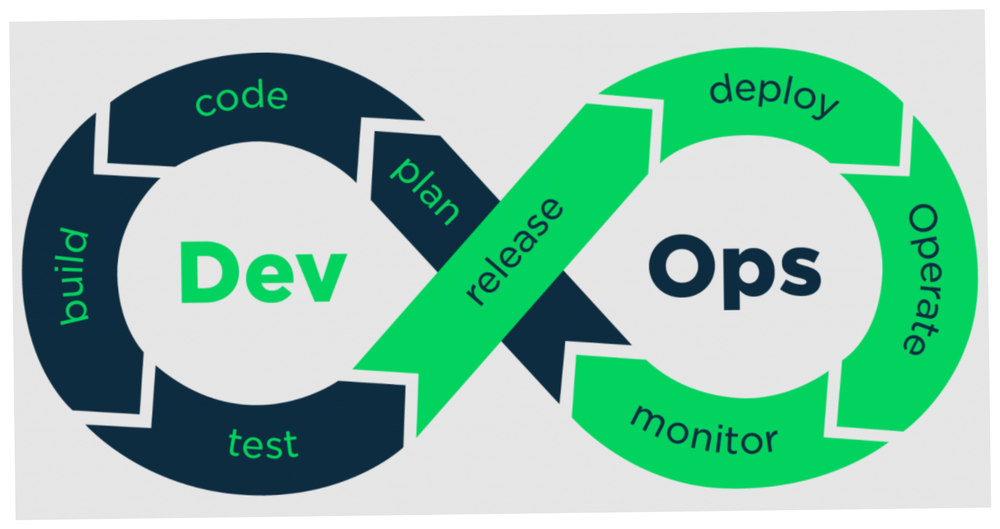 code
plan
build
Dev
test
release
deploy
Ops
Operate
monitor